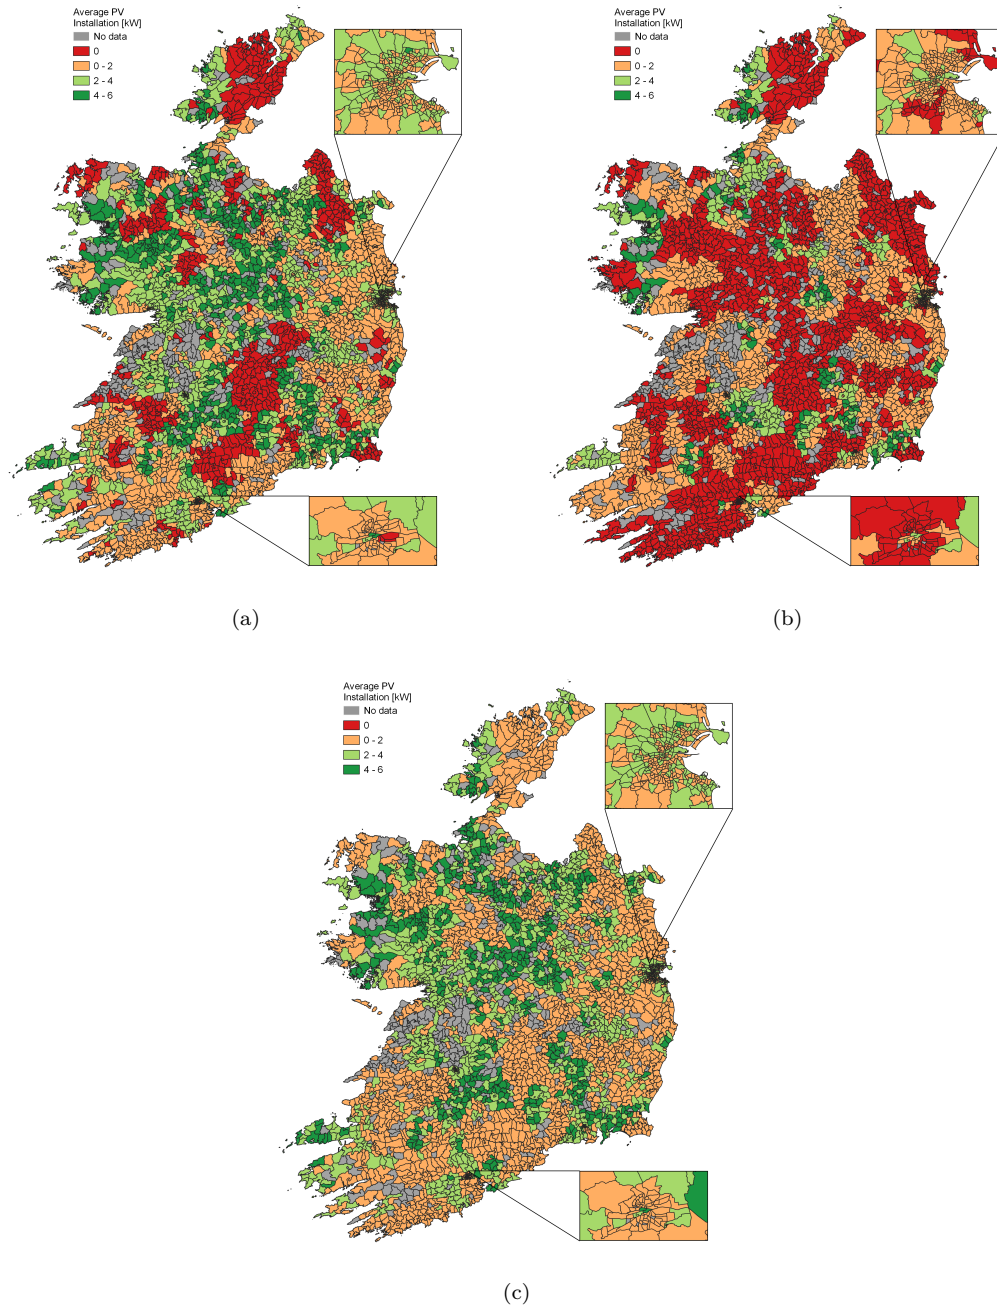 Average PV
Installation [kW]
No data
0
0 - 2
2 - 4
4 - 6
(a)
Average PV
Installation [kW]
No data
0
0 - 2
2 - 4
4 - 6
(b)
Average PV
Installation [kW]
No data
0
0 - 2
2 - 4
4 - 6
(c)